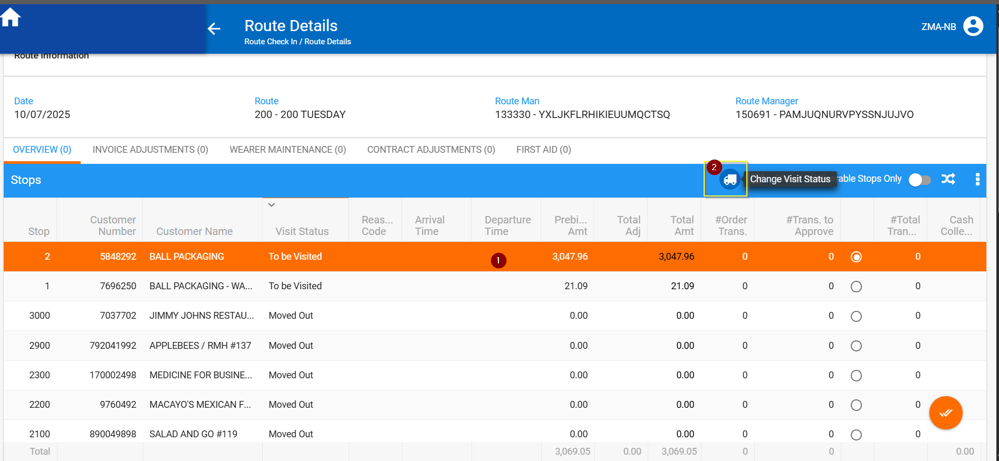 Route Details
Route Check In / Route Details
ZMA-NB
Route Information
Date
10/07/2025
Route
200 - 200 TUESDAY
Route Man
133330 - YXLJKFLRHIKIEUUMQCTSQ
Route Manager
150691 - PAMJUQNURVPYSSNJUJVO
OVERVIEW (0) INVOICE ADJUSTMENTS (0) WEARER MAINTENANCE (0) CONTRACT ADJUSTMENTS (0) FIRST AID (0)
Stops 2 Change Visit Status rable Stops Only
Stop Customer Number Customer Name Visit Status Reas... Code Arrival Time Departure Time Prebi... Amt Total Adj Total Amt #Order Trans. #Trans. to Approve #Total Tran... Cash Colle...
2 5848292 BALL PACKAGING To be Visited 1 3,047.96 3,047.96 0 0 0
1 7696250 BALL PACKAGING - WA... To be Visited 21.09 21.09 0 0 0
3000 7037702 JIMMY JOHNS RESTAU... Moved Out 0.00 0.00 0 0 0
2900 792041992 APPLEBEES / RMH #137 Moved Out 0.00 0.00 0 0 0
2300 170002498 MEDICINE FOR BUSINE... Moved Out 0.00 0.00 0 0 0
2200 9760492 MACAYO'S MEXICAN F... Moved Out 0.00 0.00 0 0 0
2100 890049898 SALAD AND GO #119 Moved Out 0.00 0.00 0 0 0
Total 3,069.05 0.00 3,069.05 0 0 0.00